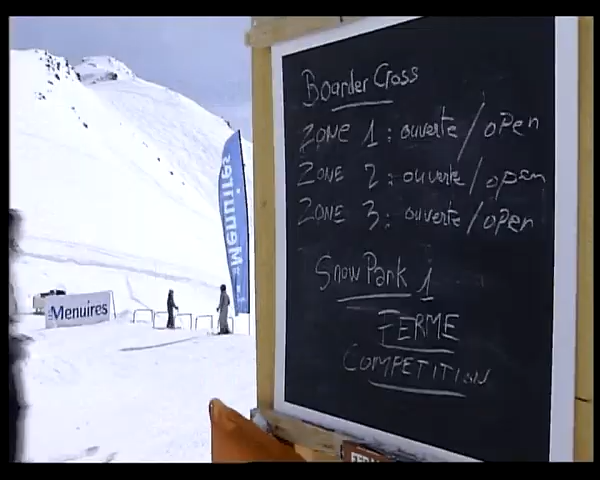 Boarder Cross
ZONE 1 : ouverte / open
ZONE 2 : ouverte / open
ZONE 3 : ouverte / open
Snow Park 1
FERME
COMPETITION
Les Menuires
Menuires